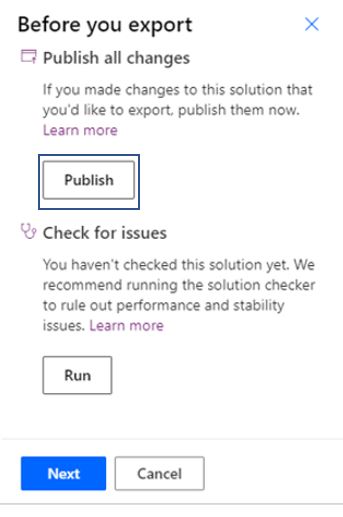 Before you export
Publish all changes
If you made changes to this solution that
you'd like to export, publish them now.
Learn more
Publish
Check for issues
You haven't checked this solution yet. We
recommend running the solution checker
to rule out performance and stability
issues. Learn more
Run
Next
Cancel